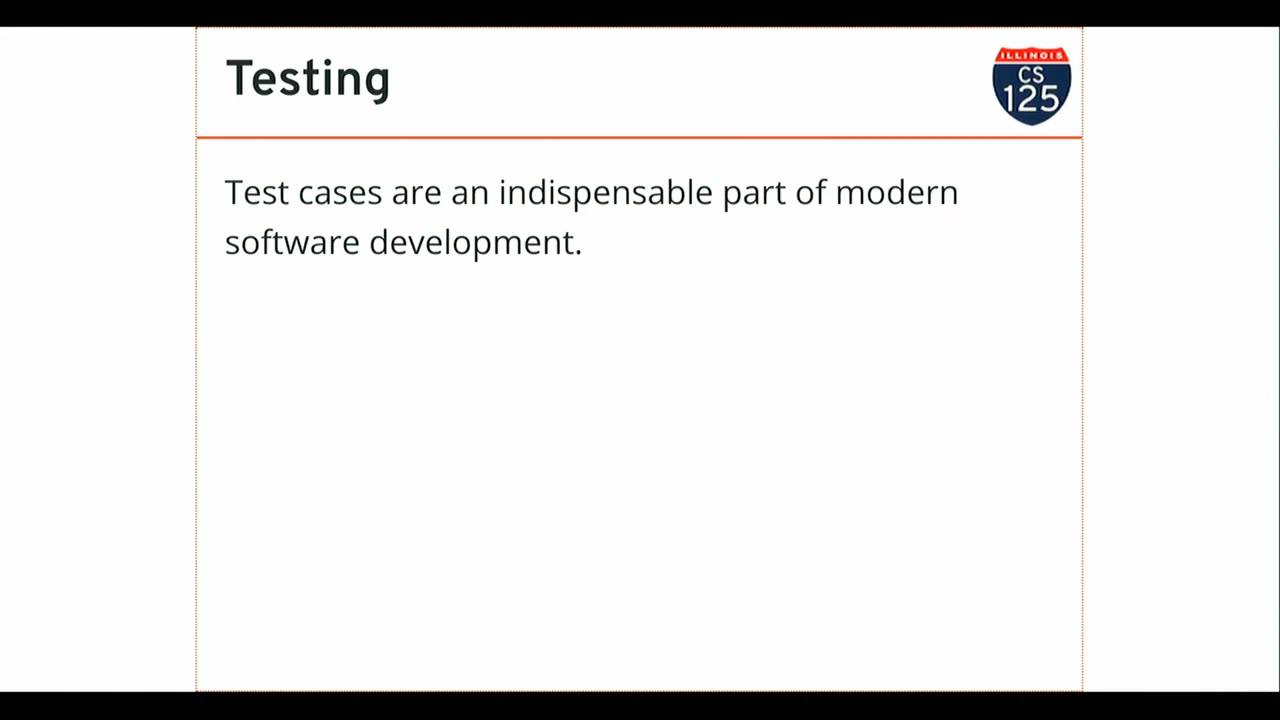 Testing
ILLINOIS
CS
125
Test cases are an indispensable part of modern
software development.